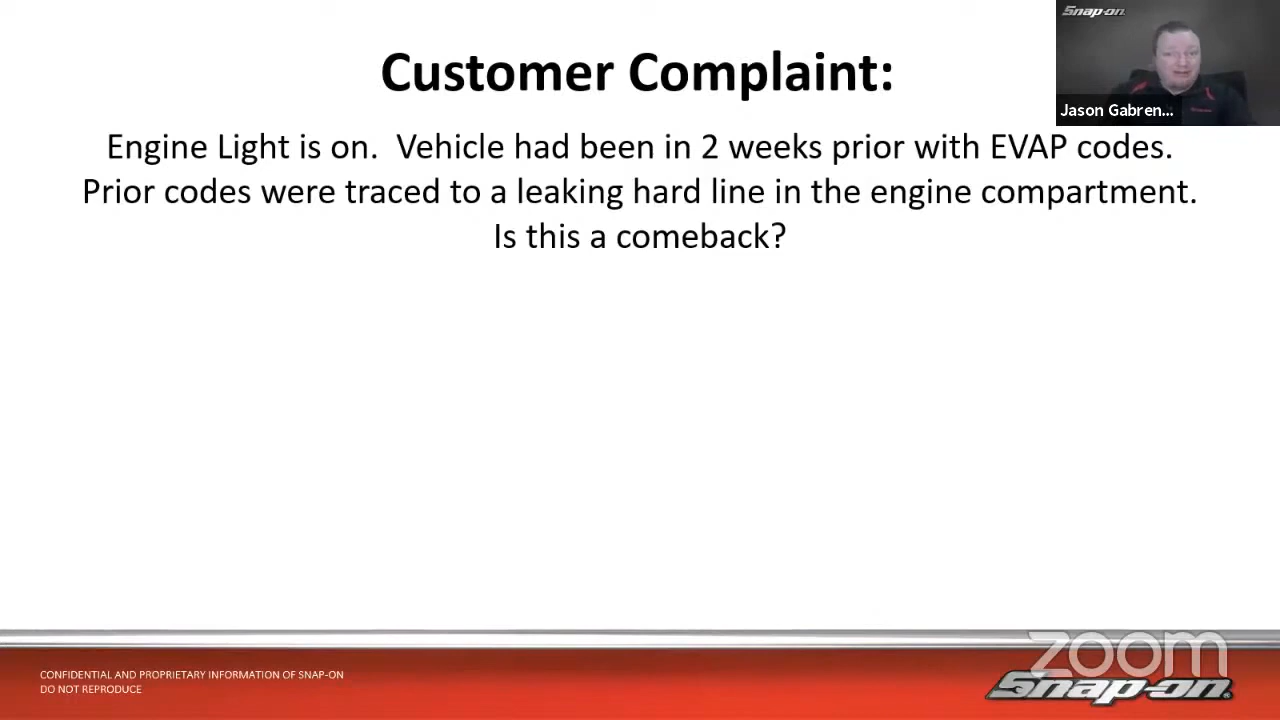 Snap-on
Customer Complaint:
Jason Gabren...
Engine Light is on.  Vehicle had been in 2 weeks prior with EVAP codes.
Prior codes were traced to a leaking hard line in the engine compartment.
Is this a comeback?
CONFIDENTIAL AND PROPRIETARY INFORMATION OF SNAP-ON
DO NOT REPRODUCE
zoom
Snap-on